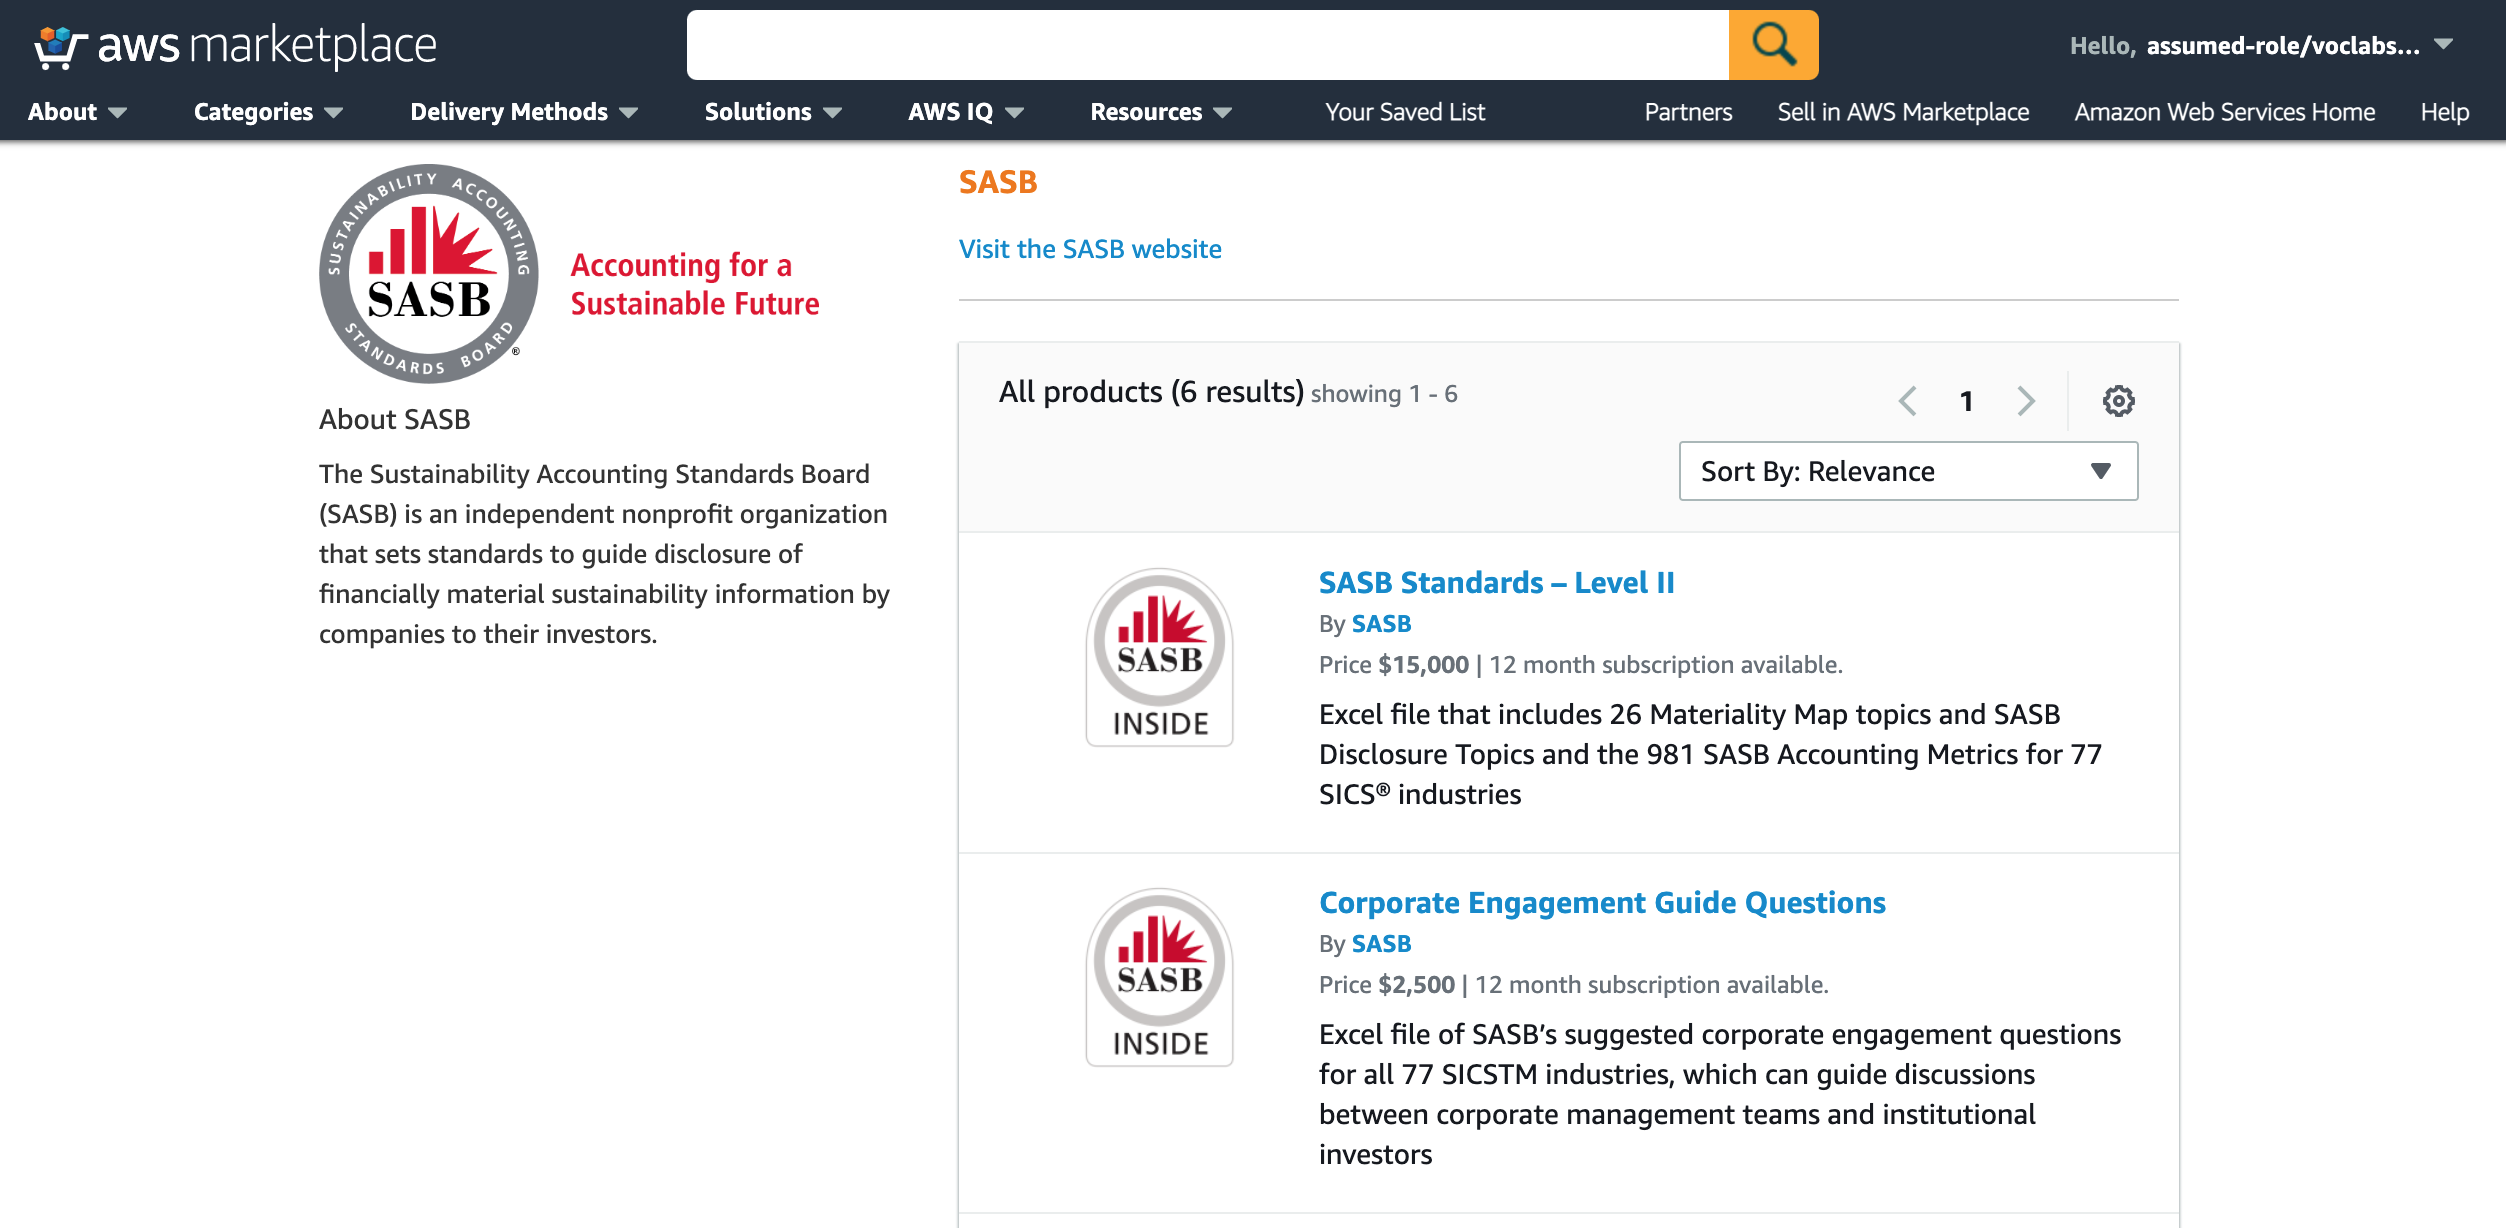 aws marketplace
Hello, assumed-role/voclabs...
About
Categories
Delivery Methods
Solutions
AWS IQ
Resources
Your Saved List
Partners
Sell in AWS Marketplace
Amazon Web Services Home
Help
SUSTAINABILITY ACCOUNTING
SASB
STANDARDS BOARD
®
Accounting for a
Sustainable Future
About SASB
The Sustainability Accounting Standards Board
(SASB) is an independent nonprofit organization
that sets standards to guide disclosure of
financially material sustainability information by
companies to their investors.
SASB
Visit the SASB website
All products (6 results) showing 1 - 6
1
Sort By: Relevance
SASB
INSIDE
SASB Standards – Level II
By SASB
Price $15,000 | 12 month subscription available.
Excel file that includes 26 Materiality Map topics and SASB
Disclosure Topics and the 981 SASB Accounting Metrics for 77
SICS® industries
SASB
INSIDE
Corporate Engagement Guide Questions
By SASB
Price $2,500 | 12 month subscription available.
Excel file of SASB’s suggested corporate engagement questions
for all 77 SICSTM industries, which can guide discussions
between corporate management teams and institutional
investors